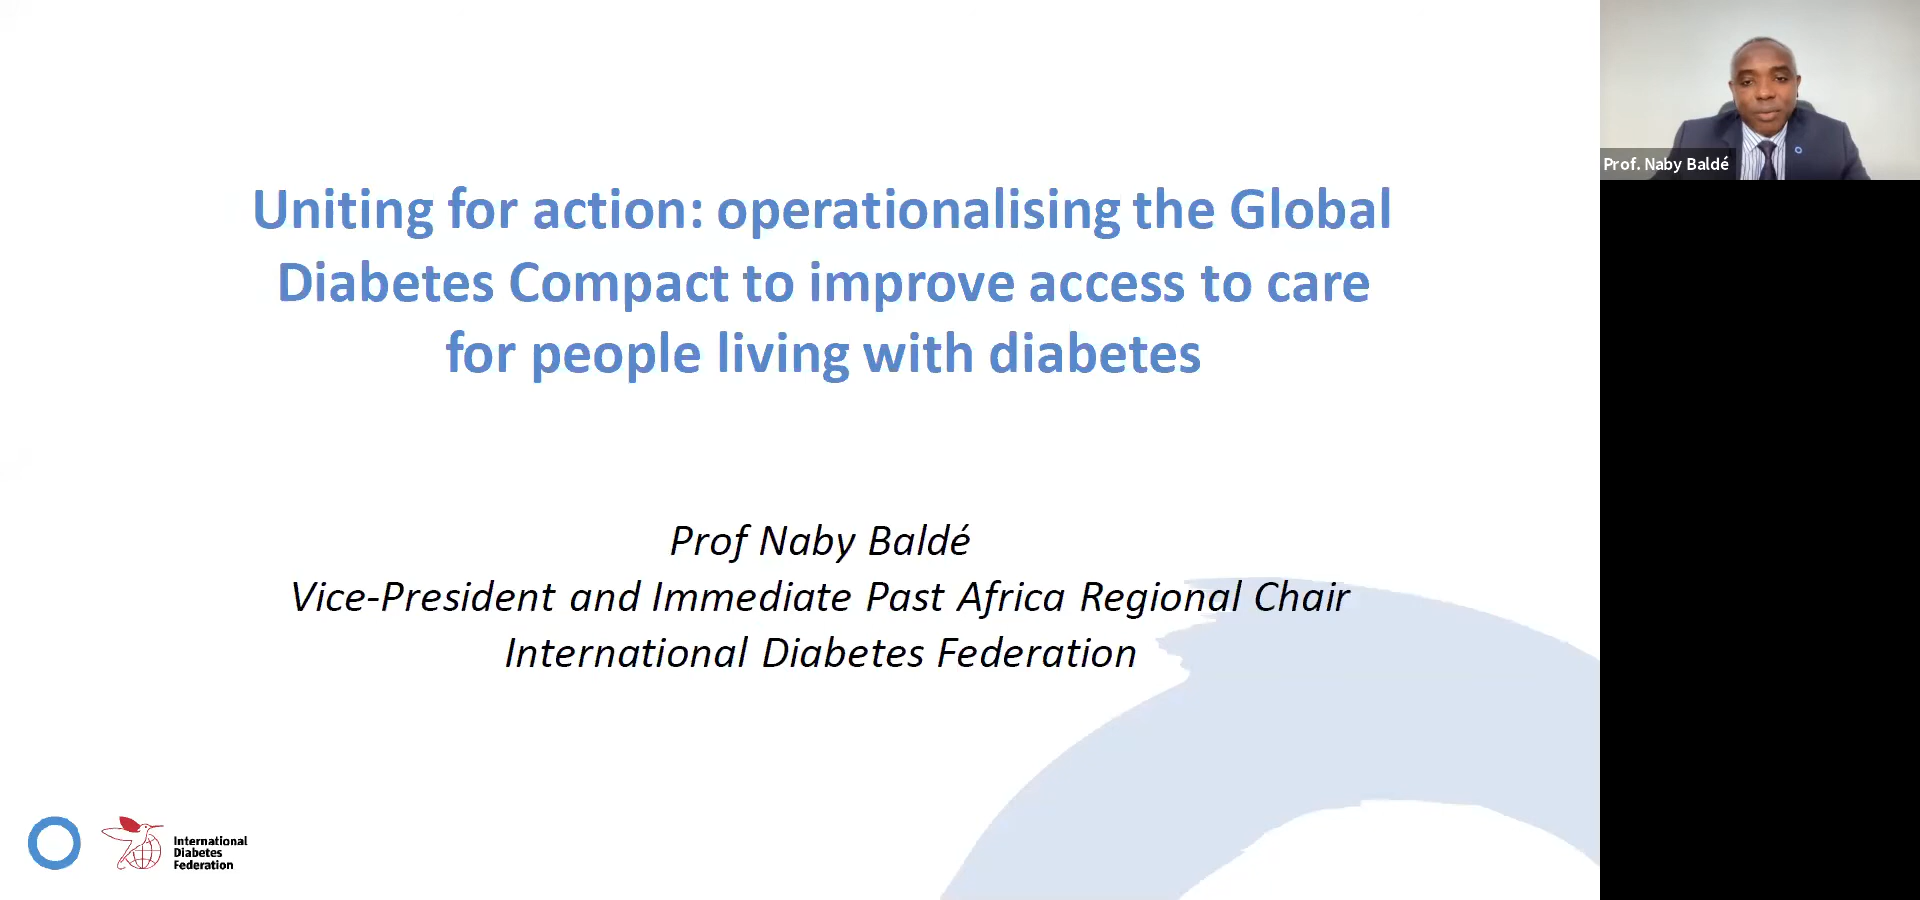 Uniting for action: operationalising the Global
Diabetes Compact to improve access to care
for people living with diabetes
Prof Naby Baldé
Vice-President and Immediate Past Africa Regional Chair
International Diabetes Federation
International
Diabetes
Federation
Prof. Naby Baldé